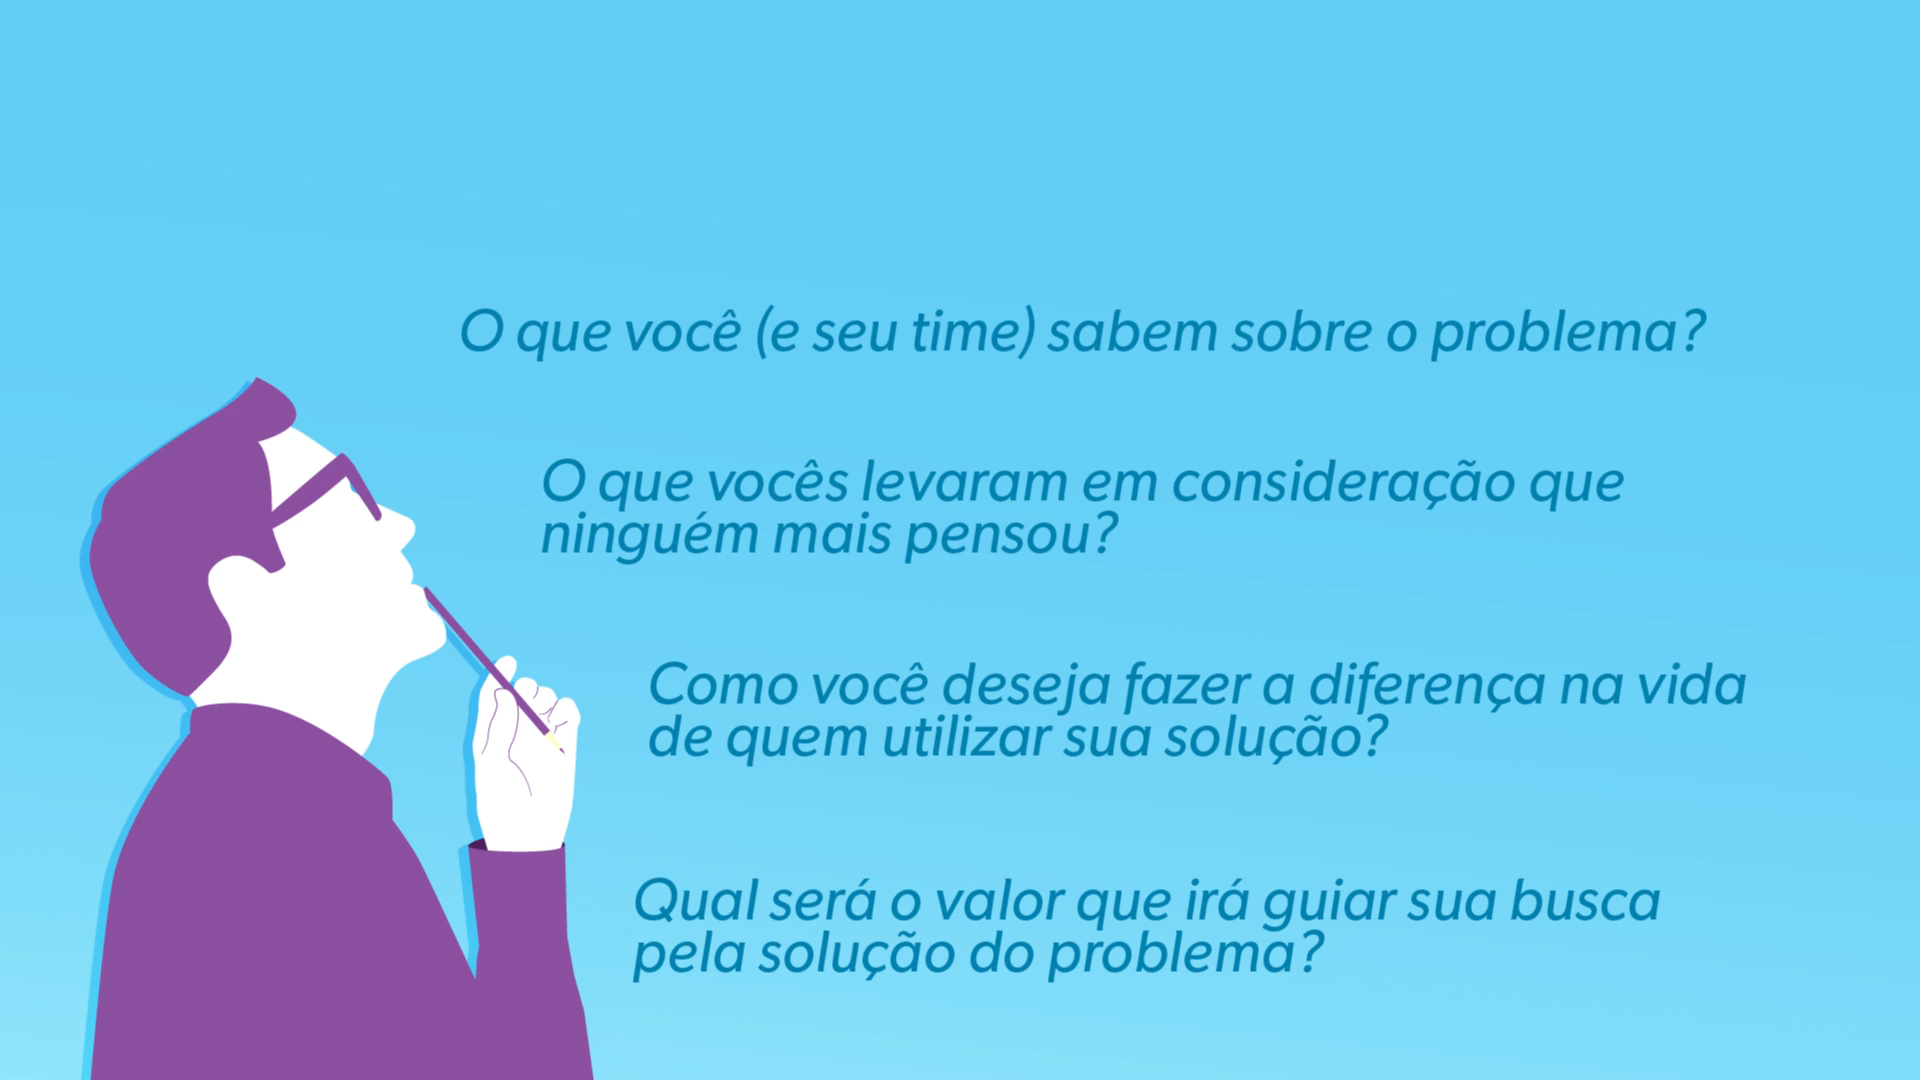 O que você (e seu time) sabem sobre o problema?
O que vocês levaram em consideração que
ninguém mais pensou?
Como você deseja fazer a diferença na vida
de quem utilizar sua solução?
Qual será o valor que irá guiar sua busca
pela solução do problema?